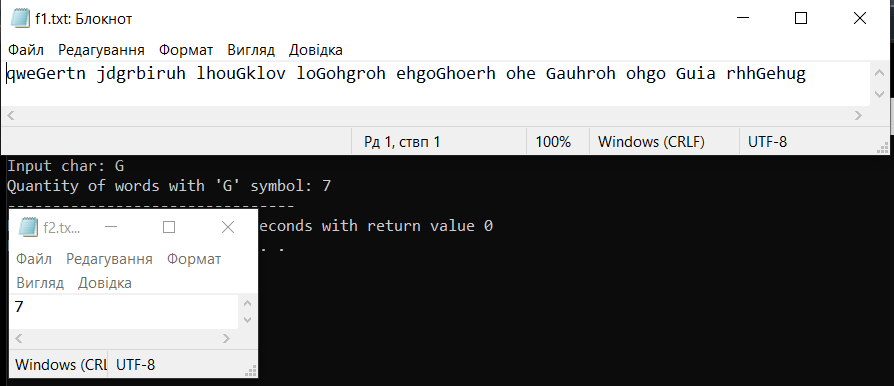 f1.txt: Блокнот
Файл Редагування Формат Вигляд Довідка
qweGertn jdgrbiruh lhouGklov loGohgroh ehgoGhoerh ohe Gauhroh ohgo Guia rhhGehug
Рд 1, ствп 1 100% Windows (CRLF) UTF-8
Input char: G
Quantity of words with 'G' symbol: 7
--------------------------------
econds with return value 0
. .
f2.tx...
Файл Редагування Формат
Вигляд Довідка
7
Windows (CRL UTF-8